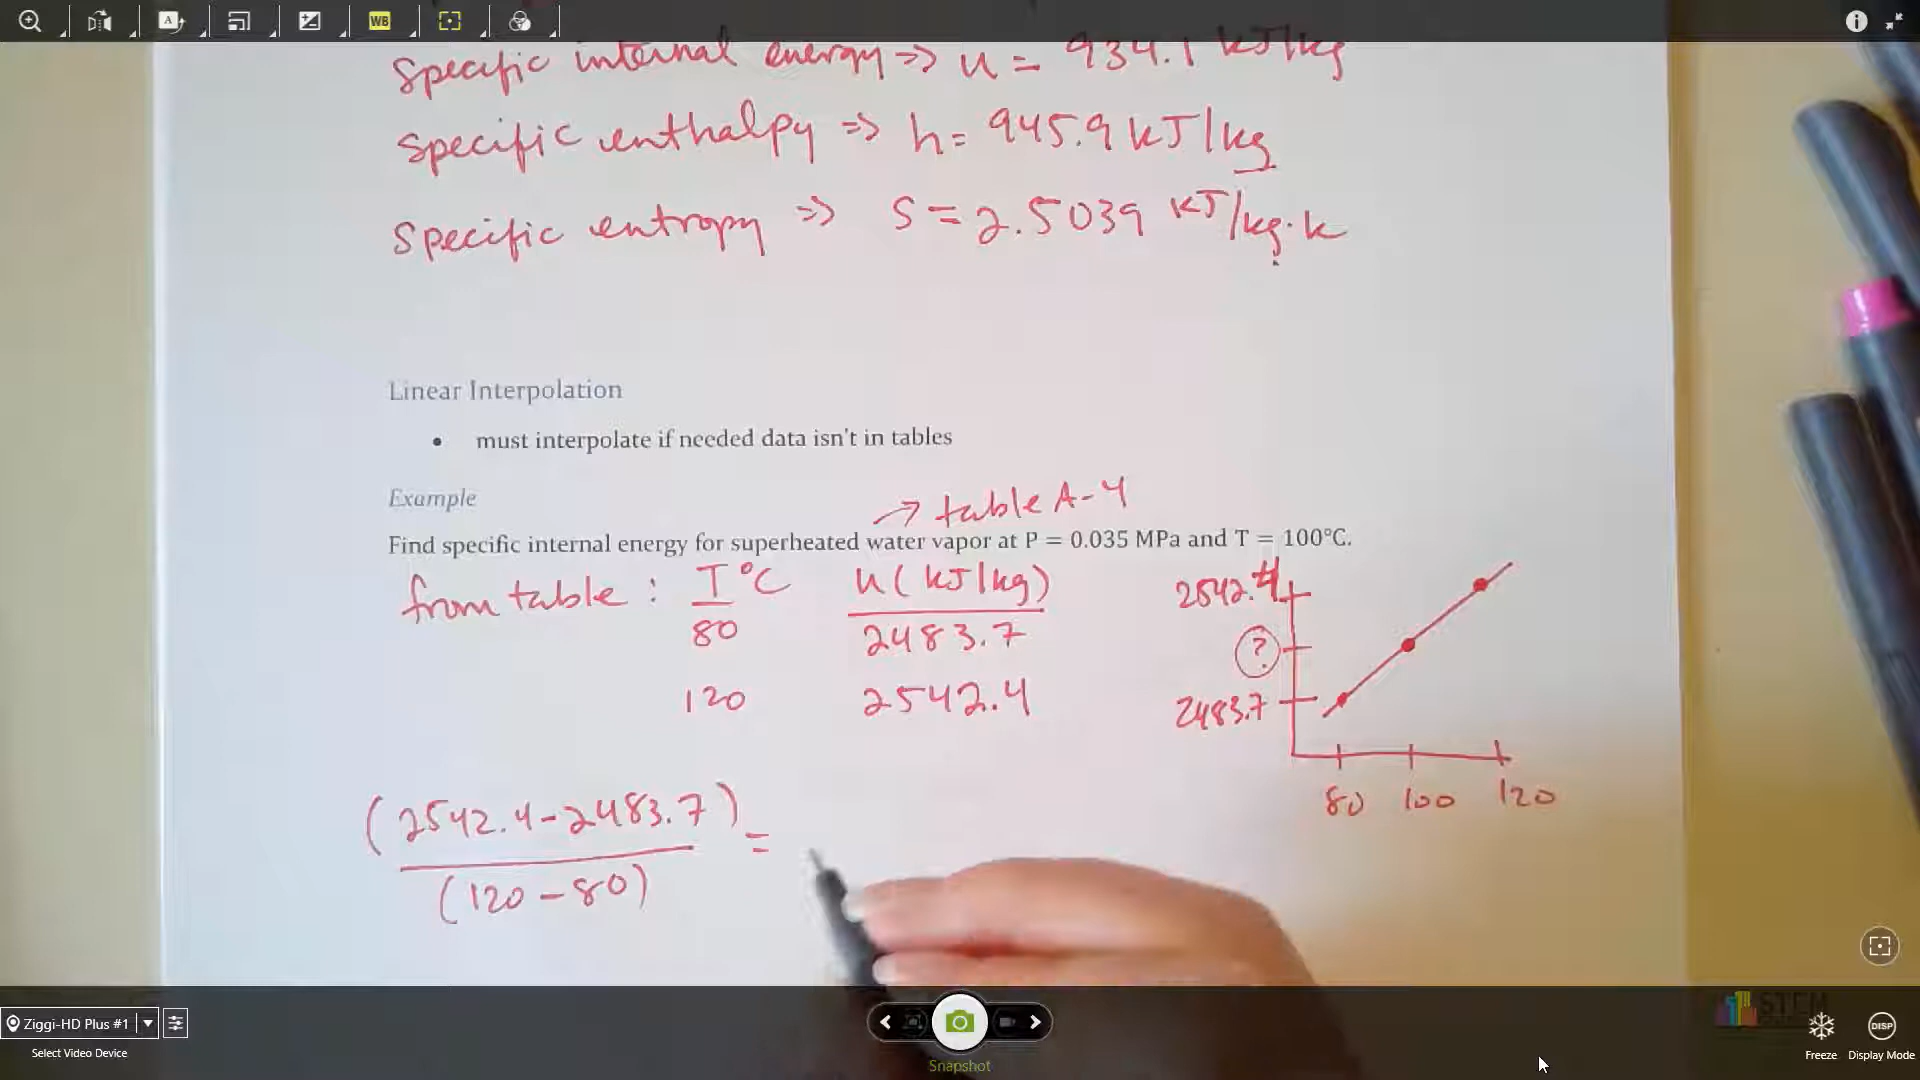 WB
Specific internal energy => u = 934.1 kJ/kg
Specific enthalpy => h = 945.9 kJ/kg
Specific entropy => s = 2.5039 kJ/kg·k
Linear Interpolation
• must interpolate if needed data isn't in tables
Example
→ table A-4
Find specific internal energy for superheated water vapor at P = 0.035 MPa and T = 100°C.
from table : T °C u (kJ/kg)
80 2483.7
120 2542.4
2542.4
?
2483.7
80 100 120
(2542.4 - 2483.7) =
(120 - 80)
STEM
Ziggi-HD Plus #1
Select Video Device
Snapshot
Freeze
DISP
Display Mode